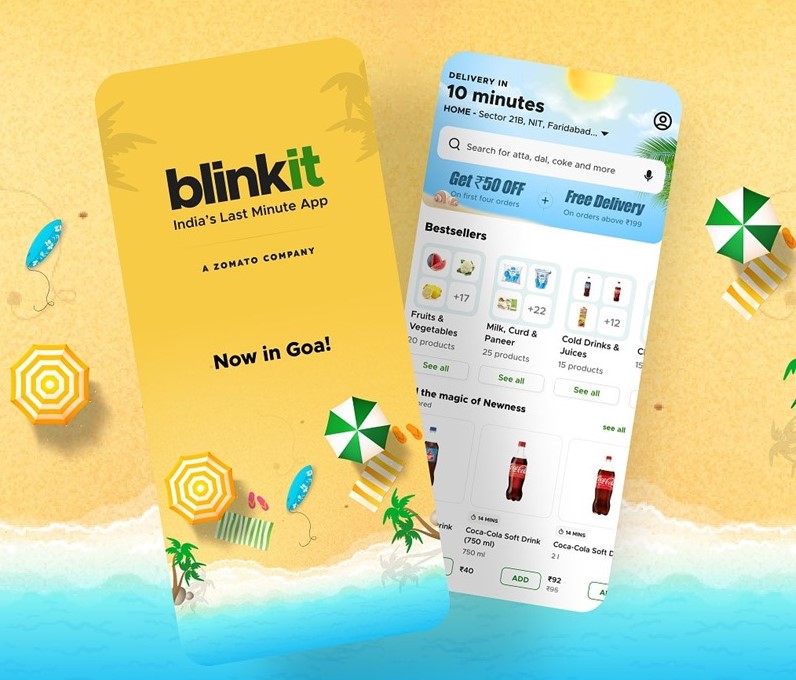 blinkit
India's Last Minute App
A ZOMATO COMPANY
Now in Goa!
DELIVERY IN
10 minutes
HOME - Sector 21B, NIT, Faridabad...
Search for atta, dal, coke and more
Get ₹50 OFF
On first four orders
+
Free Delivery
On orders above ₹199
Bestsellers
+17
+22
+12
Fruits &
Vegetables
20 products
See all
Milk, Curd &
Paneer
25 products
See all
Cold Drinks &
Juices
15 products
See all
the magic of Newness
see all
14 MINS
Coca-Cola Soft Drink
(750 ml)
750 ml
₹40
ADD
14 MINS
Coca-Cola Soft D
2 l
₹92
₹95